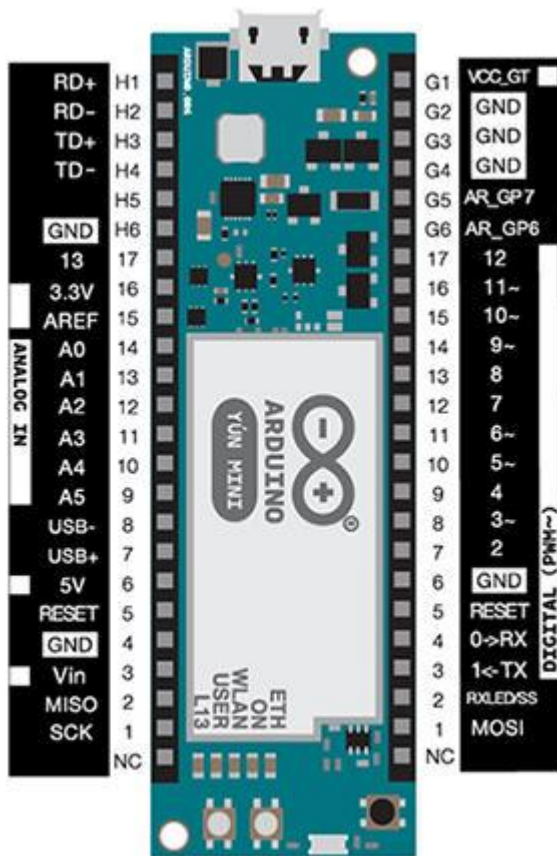 ARDUINO.ORG
RD+ H1
RD- H2
TD+ H3
TD- H4
H5
GND H6
13 17
3.3V 16
AREF 15
ANALOG IN
A0 14
A1 13
A2 12
A3 11
A4 10
A5 9
USB- 8
USB+ 7
5V 6
RESET 5
GND 4
Vin 3
MISO 2
SCK 1
NC
ARDUINO
YÚN MINI
ETH
ON
WLAN
USER
L13
G1 VCC_GT
G2 GND
G3 GND
G4 GND
G5 AR_GP7
G6 AR_GP6
17 12
16 11~
15 10~
14 9~
13 8
12 7
11 6~
10 5~
9 4
8 3~
7 2
6 GND
5 RESET
4 0->RX
3 1<-TX
2 RXLED/SS
1 MOSI
NC
DIGITAL (PNM~)